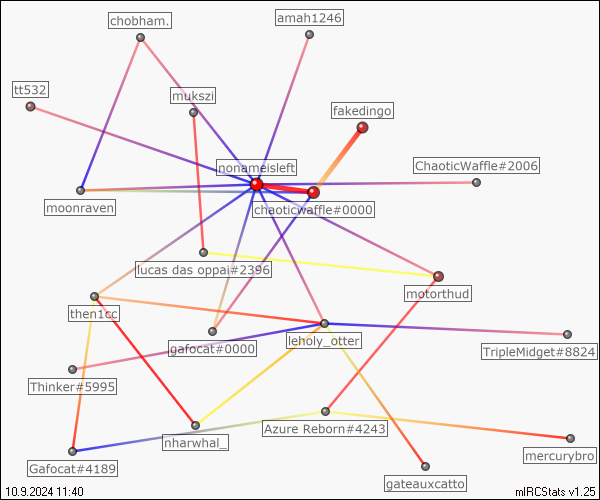 chobham.
amah1246
tt532
mukszi
fakedingo
nonameisleft
ChaoticWaffle#2006
moonraven
chaoticwaffle#0000
lucas das oppai#2396
motorthud
then1cc
gafocat#0000
leholy_otter
TripleMidget#8824
Thinker#5995
Azure Reborn#4243
nharwhal_
mercurybro
Gafocat#4189
gateauxcatto
10.9.2024 11:40
mIRCStats v1.25